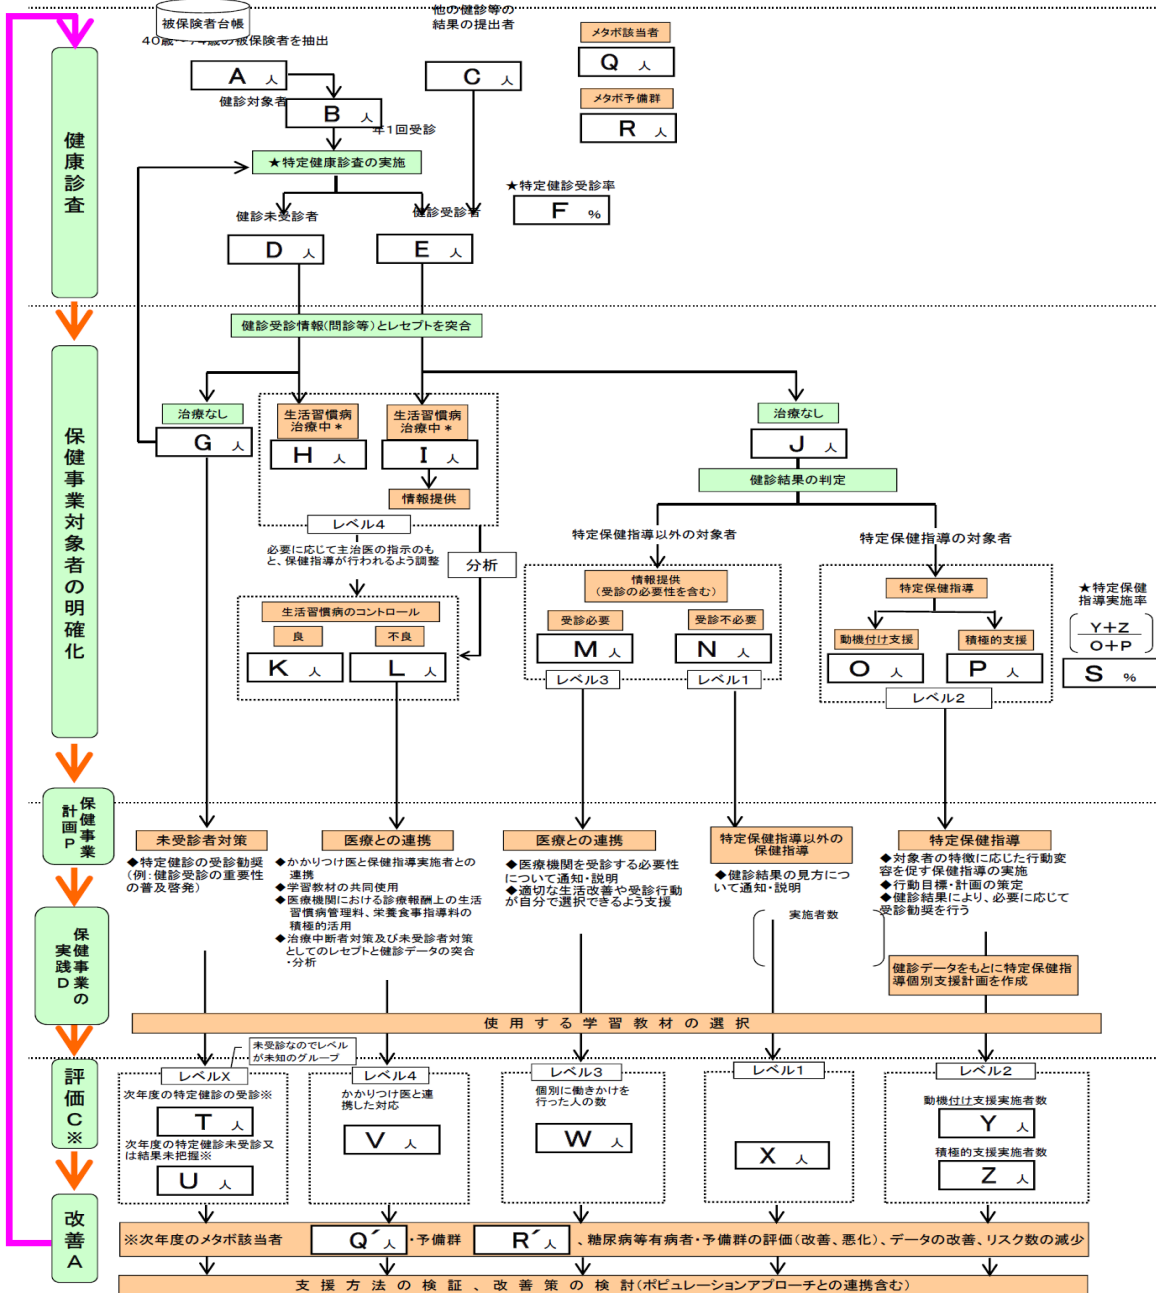 被保険者台帳
40歳～74歳の被保険者を抽出
他の健診等の
結果の提出者
メタボ該当者
Q 人
A 人
C 人
メタボ予備群
R 人
健診対象者
B 人
年1回受診
★特定健康診査の実施
★特定健診受診率
F %
健診未受診者
健診受診者
D 人
E 人
健康診査
健診受診情報(問診等)とレセプトを突合
治療なし
G 人
生活習慣病
治療中*
H 人
生活習慣病
治療中*
I 人
情報提供
レベル4
治療なし
J 人
健診結果の判定
必要に応じて主治医の指示のも
と、保健指導が行われるよう調整
分析
特定保健指導以外の対象者
特定保健指導の対象者
生活習慣病のコントロール
良
不良
K 人
L 人
情報提供
(受診の必要性を含む)
受診必要
受診不必要
M 人
N 人
レベル3
レベル1
特定保健指導
動機付け支援
積極的支援
O 人
P 人
レベル2
★特定保健
指導実施率
Y+Z
O+P
S %
保健事業対象者の明確化
保健事業
計画P
未受診者対策
◆特定健診の受診勧奨
(例:健診受診の重要性
の普及啓発)
医療との連携
◆かかりつけ医と保健指導実施者との
連携
◆学習教材の共同使用
◆医療機関における診療報酬上の生活
習慣病管理料、栄養食事指導料の
積極的活用
◆治療中断者対策及び未受診者対策
としてのレセプトと健診データの突合
・分析
医療との連携
◆医療機関を受診する必要性
について通知・説明
◆適切な生活改善や受診行動
が自分で選択できるよう支援
特定保健指導以外の
保健指導
◆健診結果の見方につ
いて通知・説明
実施者数
特定保健指導
◆対象者の特徴に応じた行動変
容を促す保健指導の実施
◆行動目標・計画の策定
◆健診結果により、必要に応じて
受診勧奨を行う
健診データをもとに特定保健指
導個別支援計画を作成
保健事業の
実践D
使用する学習教材の選択
未受診なのでレベル
が未知のグループ
レベルX
次年度の特定健診の受診※
T 人
次年度の特定健診未受診又
は結果未把握※
U 人
レベル4
かかりつけ医と連
携した対応
V 人
レベル3
個別に働きかけを
行った人の数
W 人
レベル1
X 人
レベル2
動機付け支援実施者数
Y 人
積極的支援実施者数
Z 人
評価C※
改善A
※次年度のメタボ該当者 Q´人 ・予備群 R´人 、糖尿病等有病者・予備群の評価(改善、悪化)、データの改善、リスク数の減少
支援方法の検証、改善策の検討(ポピュレーションアプローチとの連携含む)